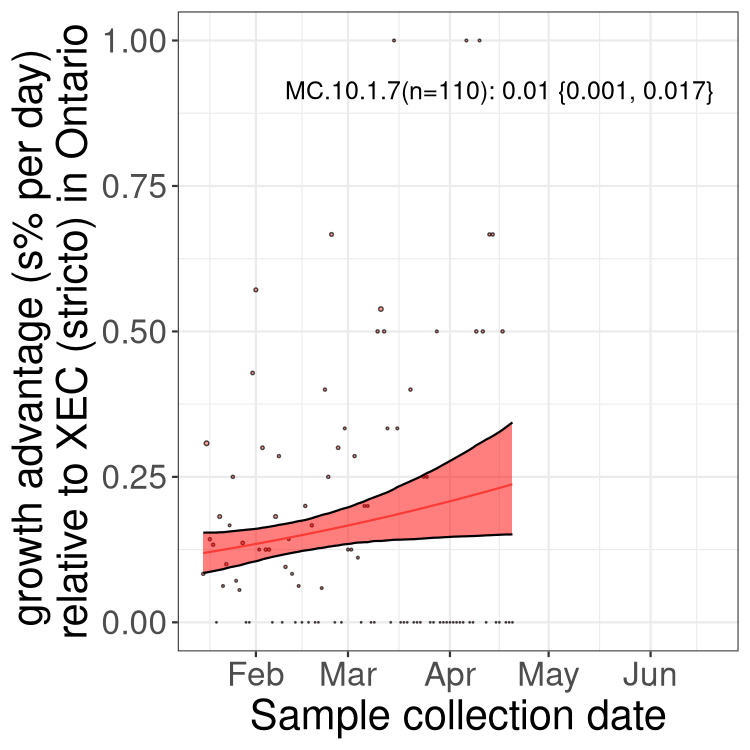 growth advantage (s% per day)
relative to XEC (stricto) in Ontario
1.00
MC.10.1.7(n=110): 0.01 {0.001, 0.017}
0.75
0.50
0.25
0.00
Feb Mar Apr May Jun
Sample collection date